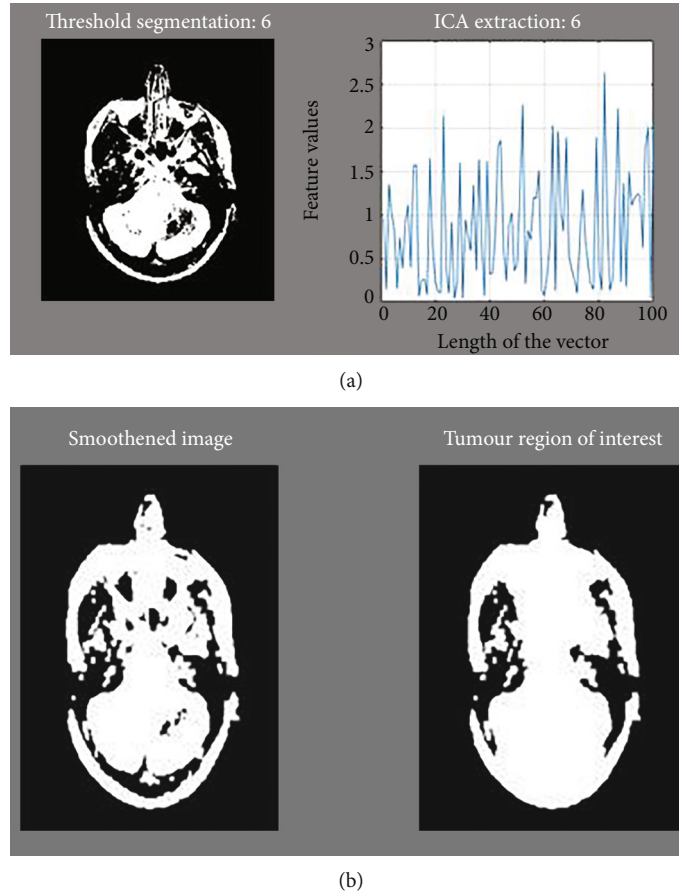 Threshold segmentation: 6
ICA extraction: 6
3
2.5
2
1.5
1
0.5
0
Feature values
0 20 40 60 80 100
Length of the vector
(a)
Smoothened image
Tumour region of interest
(b)